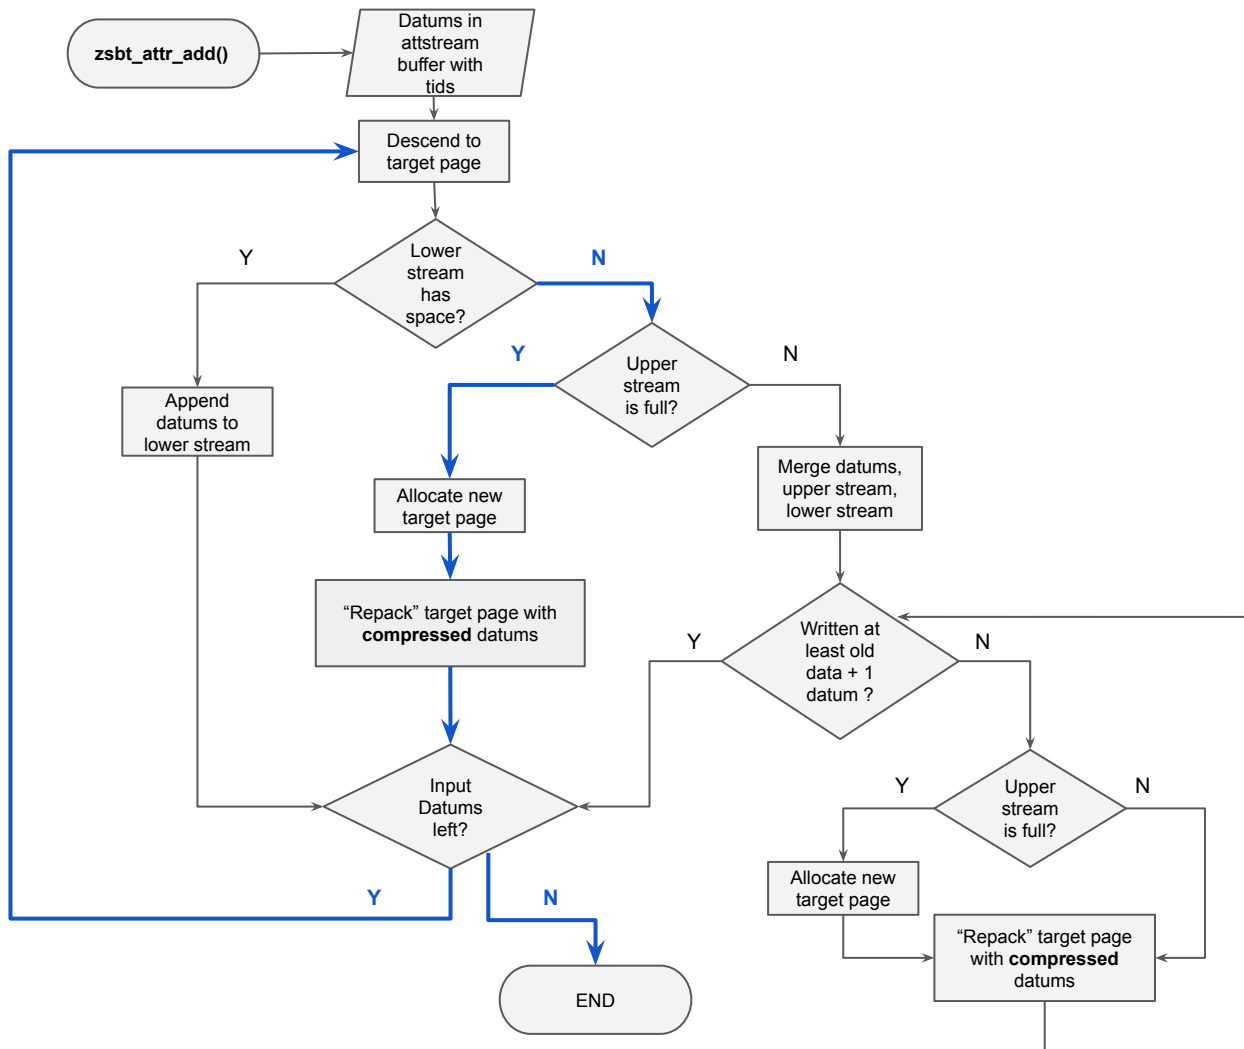 zsbt_attr_add()
Datums in
attstream
buffer with
tids
Descend to
target page
Lower
stream
has
space?
Y
N
Upper
stream
is full?
Y
N
Append
datums to
lower stream
Merge datums,
upper stream,
lower stream
Allocate new
target page
“Repack” target page with
compressed datums
Written at
least old
data + 1
datum ?
Y
N
Input
Datums
left?
Upper
stream
is full?
Y
N
Allocate new
target page
“Repack” target page
with compressed
datums
Y
N
END